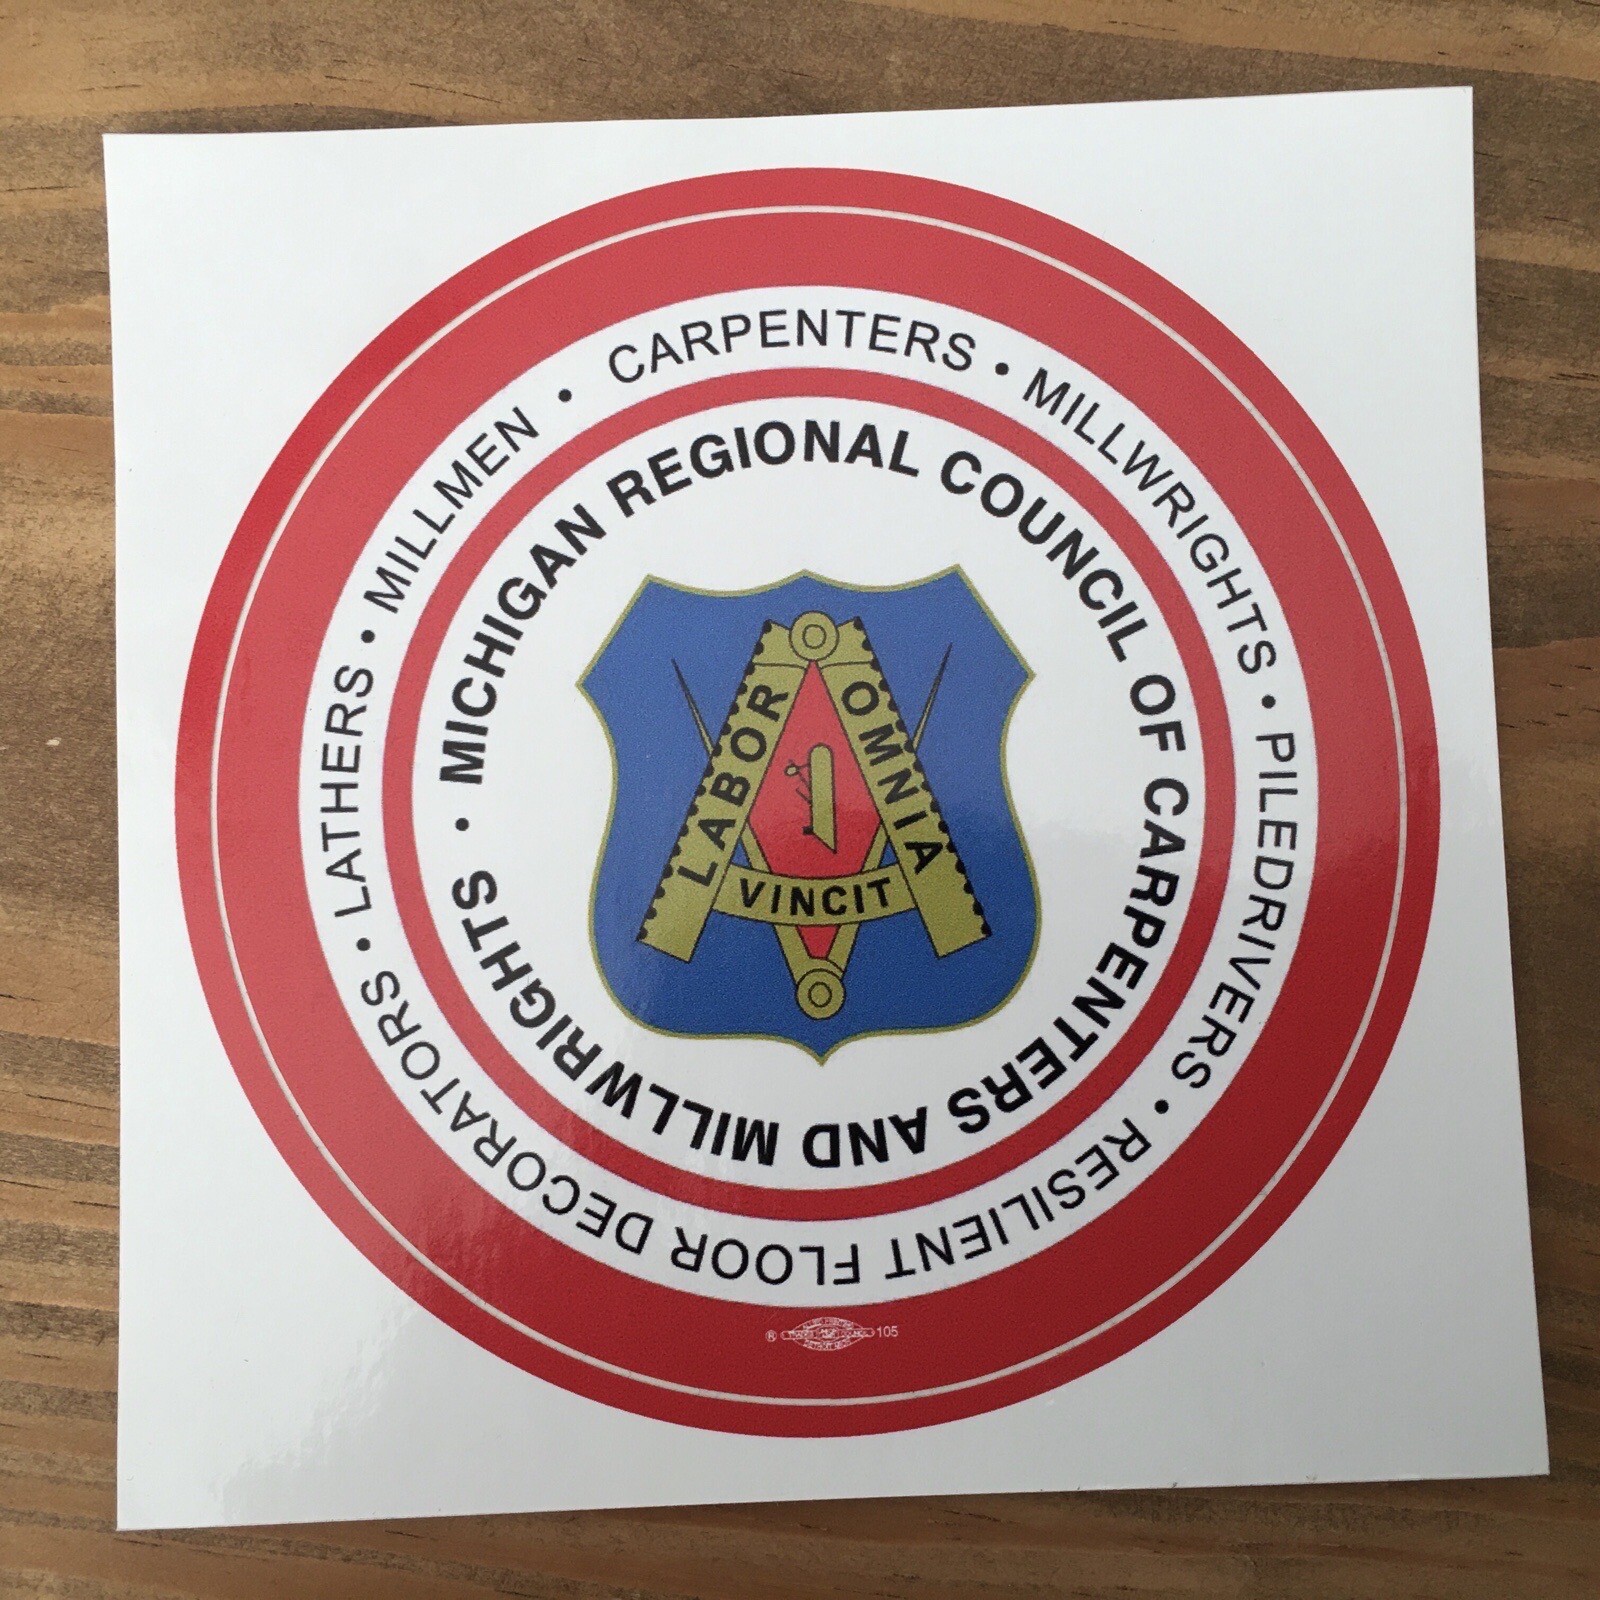 CARPENTERS • MILLWRIGHTS • PILEDRIVERS • RESILIENT FLOOR DECORATORS • LATHERS • MILLMEN •
• MICHIGAN REGIONAL COUNCIL OF CARPENTERS AND MILLWRIGHTS
LABOR
OMNIA
VINCIT
® 105